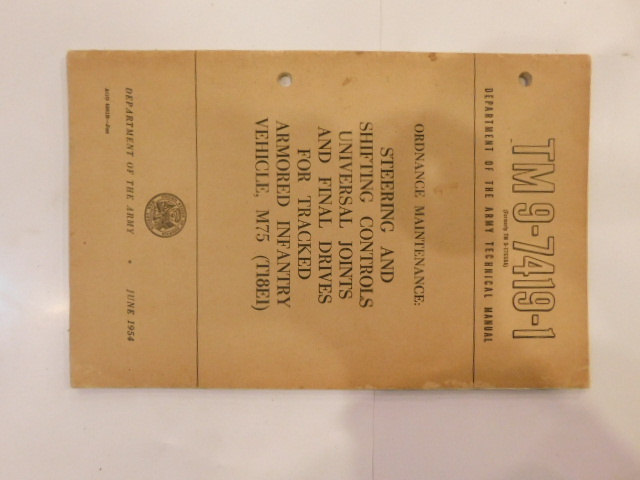 TM 9-7419-1
DEPARTMENT OF THE ARMY TECHNICAL MANUAL
ORDNANCE MAINTENANCE:
STEERING AND
SHIFTING CONTROLS
UNIVERSAL JOINTS
AND FINAL DRIVES
FOR TRACKED
ARMORED INFANTRY
VEHICLE, M75 (T18E1)
DEPARTMENT OF THE ARMY • JUNE 1954